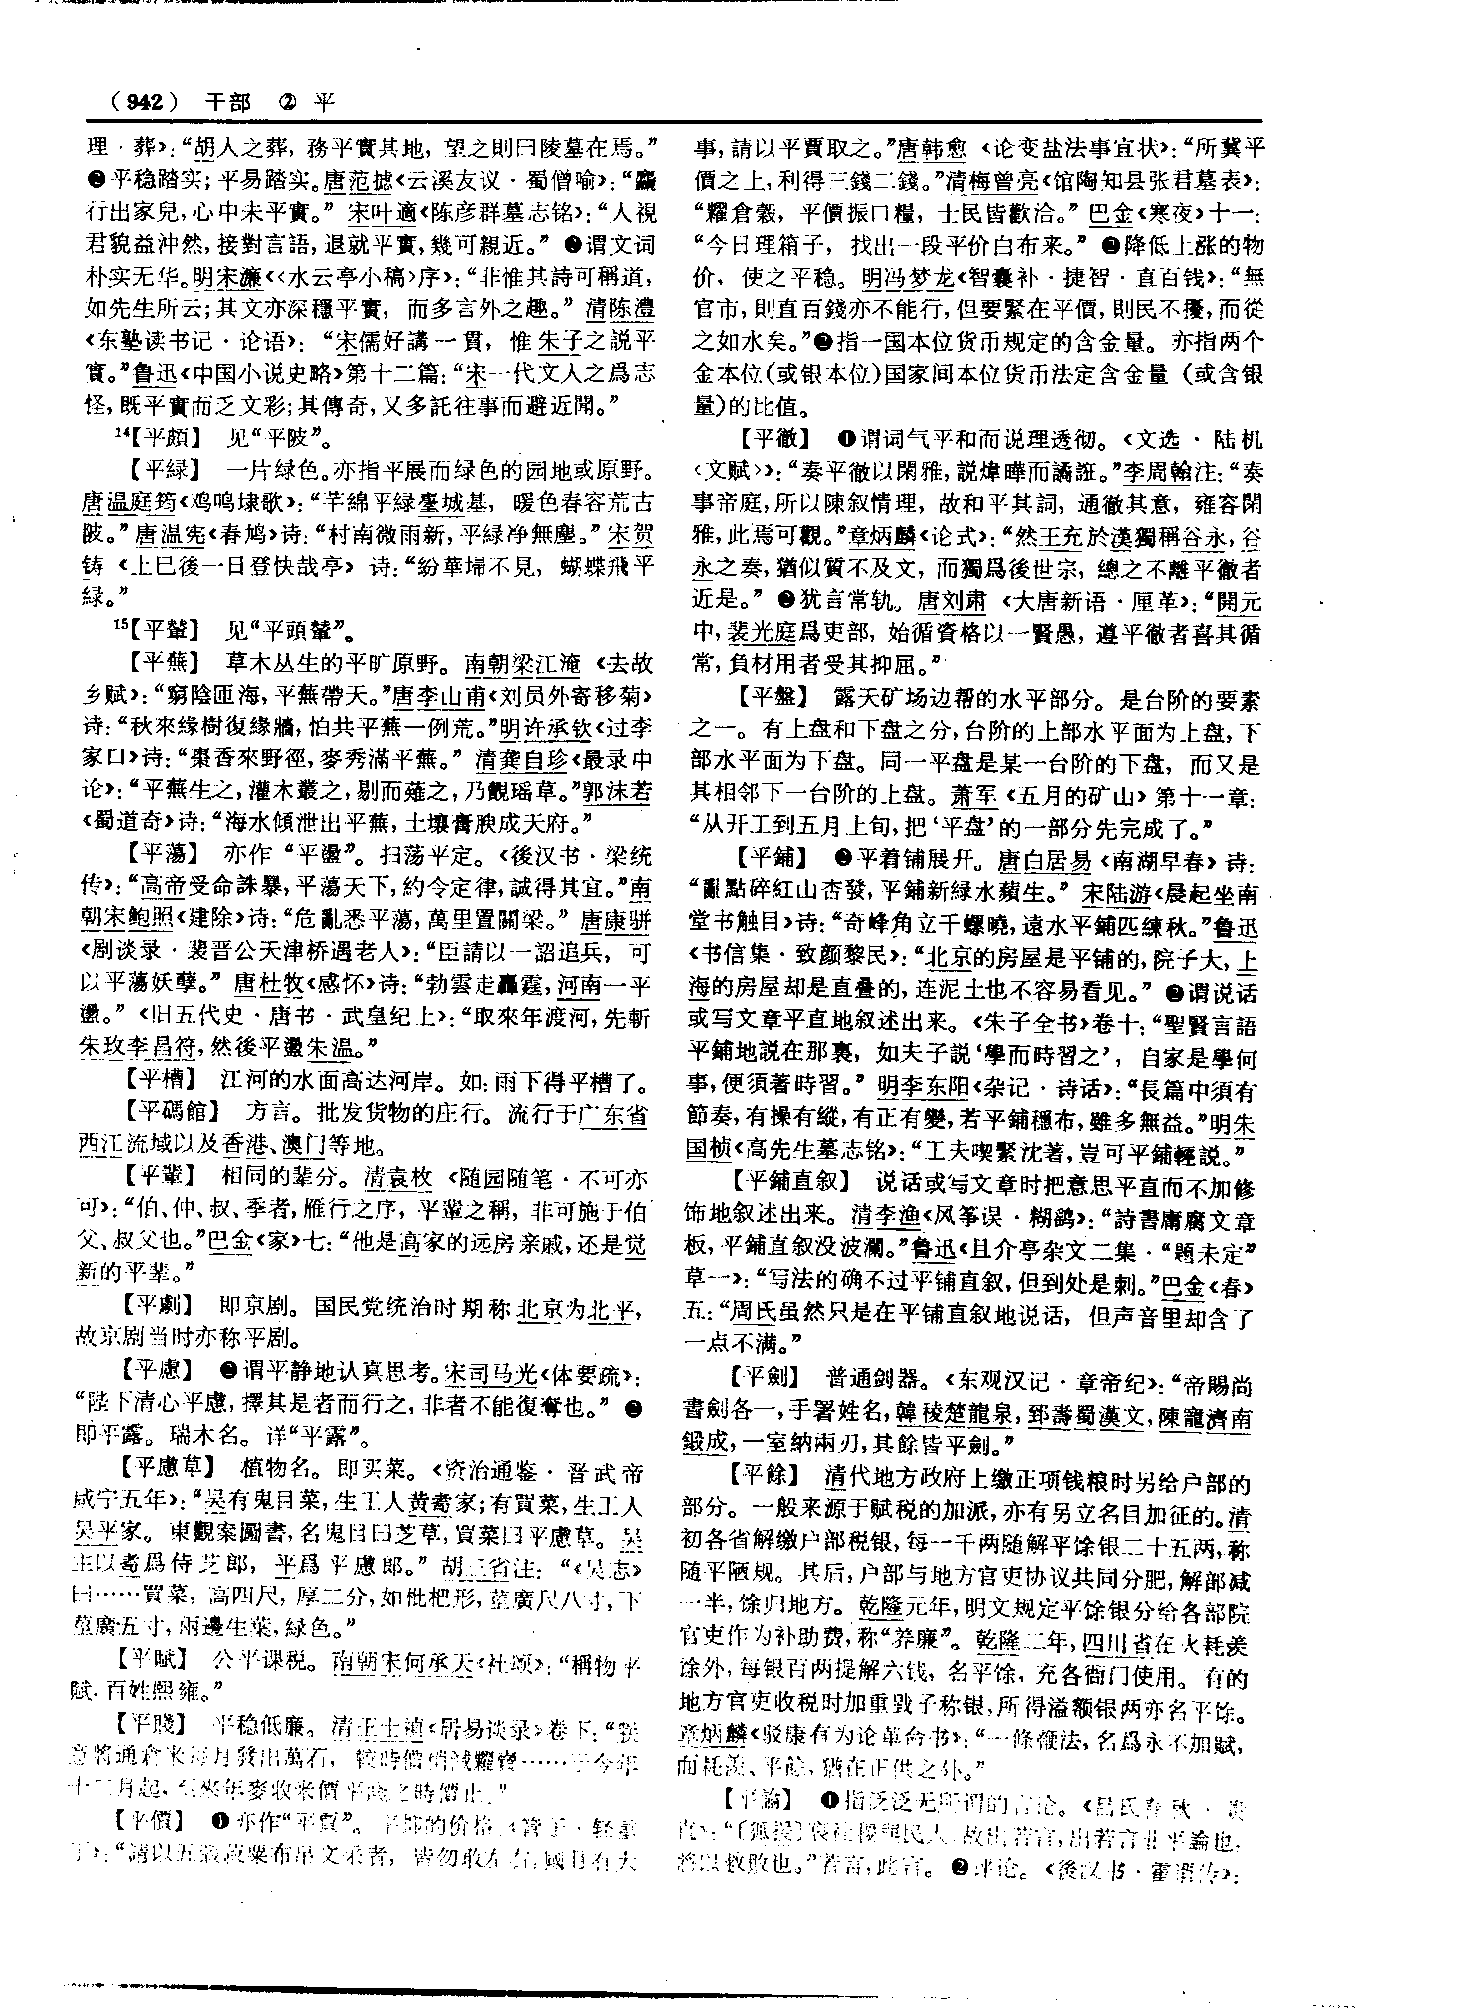 （942） 干部 ② 平
理·葬》：“胡人之葬，務平實其地，望之則曰陵墓在焉。”
❷平稳踏实；平易踏实。唐范摅《云溪友议·蜀僧喻》：“麤
行出家兒，心中未平實。” 宋叶適《陈彦群墓志铭》：“人視
君貌益沖然，接對言語，退就平實，幾可親近。” ❸谓文词
朴实无华。明宋濂《〈水云亭小稿〉序》：“非惟其詩可稱道，
如先生所云；其文亦深穩平實，而多言外之趣。” 清陈澧
《东塾读书记·论语》：“宋儒好講一貫，惟朱子之說平
實。”鲁迅《中国小说史略》第十二篇：“宋一代文人之爲志
怪，既平實而乏文彩；其傳奇，又多託往事而避近聞。”
14【平頗】 见“平陂”。
【平緑】 一片绿色。亦指平展而绿色的园地或原野。
唐温庭筠《鸡鸣埭歌》：“芊綿平緑臺城基，暖色春容荒古
陂。”唐温宪《春鸠》诗：“村南微雨新，平緑净無塵。”宋贺
铸《上巳後一日登快哉亭》诗：“紛華埽不見，蝴蝶飛平
緑。”
15【平輦】 见“平頭輦”。
【平蕪】 草木丛生的平旷原野。南朝梁江淹《去故
乡赋》：“窮陰匝海，平蕪帶天。”唐李山甫《刘员外寄移菊》
诗：“秋來緣樹復緣牆，怕共平蕪一例荒。”明许承钦《过李
家口》诗：“棗香來野徑，麥秀滿平蕪。” 清龚自珍《最录中
论》：“平蕪生之，灌木叢之，剔而薙之，乃觀瑶草。”郭沫若
《蜀道奇》诗：“海水傾泄出平蕪，土壤膏腴成天府。”
【平蕩】 亦作“平盪”。扫荡平定。《後汉书·梁统
传》：“高帝受命誅暴，平蕩天下，約令定律，誠得其宜。”南
朝宋鲍照《建除》诗：“危亂悉平蕩，萬里置關梁。” 唐康骈
《剧谈录·裴晋公天津桥遇老人》：“臣請以一詔追兵，可
以平蕩妖孽。” 唐杜牧《感怀》诗：“勃雲走轟霆，河南一平
盪。”《旧五代史·唐书·武皇纪上》：“取來年渡河，先斬
朱玫李昌符，然後平盪朱温。”
【平槽】 江河的水面高达河岸。如：雨下得平槽了。
【平碼館】 方言。批发货物的庄行。流行于广东省
西江流域以及香港、澳门等地。
【平輩】 相同的辈分。清袁枚《随园随笔·不可亦
可》：“伯、仲、叔、季者，雁行之序，平輩之稱，非可施于伯
父、叔父也。”巴金《家》七：“他是高家的远房亲戚，还是觉
新的平辈。”
【平劇】 即京剧。国民党统治时期称北京为北平，
故京剧当时亦称平剧。
【平慮】 ❶谓平静地认真思考。宋司马光《体要疏》：
“陛下清心平慮，擇其是者而行之，非者不能復奪也。” ❷
即平露。瑞木名。详“平露”。
【平慮草】 植物名。即买菜。《资治通鉴·晋武帝
咸宁五年》：“吴有鬼目菜，生工人黄耇家；有買菜，生工人
吴平家。東觀案圖書，名鬼目曰芝草，買菜曰平慮草。吴
主以耇爲侍芝郎，平爲平慮郎。” 胡三省注：“《吴志》
曰……買菜，高四尺，厚二分，如枇杷形，莖廣尺八寸，下
莖廣五寸，兩邊生葉，緑色。”
【平賦】 公平课税。南朝宋何承天《社颂》：“稱物平
賦，百姓熙雍。”
【平賤】 平稳低廉。清王士禛《居易谈录》卷下：“
意將通倉米每月發出萬石，較時價稍減糶賣……于今年
十二月起，至來年麥收米價平賤之時價止。”
【平價】 ❶亦作“平賈”。平 的价格。《管子·轻重
丁》：“請以五穀菽粟布帛文采者，皆勿敢左右，國且有大
事，請以平賈取之。”唐韩愈《论变盐法事宜状》：“所冀平
價之上，利得三錢二錢。”清梅曾亮《馆陶知县张君墓表》：
“糶倉穀，平價振口糧，士民皆歡洽。” 巴金《寒夜》十一：
“今日理箱子，找出一段平价白布来。” ❷降低上涨的物
价，使之平稳。明冯梦龙《智囊补·捷智·直百钱》：“無
官市，則直百錢亦不能行，但要緊在平價，則民不擾，而從
之如水矣。”❸指一国本位货币规定的含金量。亦指两个
金本位（或银本位）国家间本位货币法定含金量（或含银
量）的比值。
【平徹】 ❶谓词气平和而说理透彻。《文选·陆机
〈文赋〉》：“奏平徹以閑雅，説煒曄而譎誑。”李周翰注：“奏
事帝庭，所以陳叙情理，故和平其詞，通徹其意，雍容閑
雅，此焉可觀。”章炳麟《论式》：“然王充於漢獨稱谷永，谷
永之奏，猶似質不及文，而獨爲後世宗，總之不離平徹者
近是。” ❷犹言常轨。唐刘肃《大唐新语·厘革》：“開元
中，裴光庭爲吏部，始循資格以一賢愚，遵平徹者喜其循
常，負材用者受其抑屈。”
【平盤】 露天矿场边帮的水平部分。是台阶的要素
之一。有上盘和下盘之分，台阶的上部水平面为上盘，下
部水平面为下盘。同一平盘是某一台阶的下盘，而又是
其相邻下一台阶的上盘。萧军《五月的矿山》第十一章：
“从开工到五月上旬，把‘平盘’的一部分先完成了。”
【平鋪】 ❶平着铺展开。唐白居易《南湖早春》诗：
“亂點碎紅山杏發，平鋪新緑水蘋生。” 宋陆游《晨起坐南
堂书触目》诗：“奇峰角立千螺曉，遠水平鋪匹練秋。”鲁迅
《书信集·致颜黎民》：“北京的房屋是平铺的，院子大，上
海的房屋却是直叠的，连泥土也不容易看见。” ❷谓说话
或写文章平直地叙述出来。《朱子全书》卷十：“聖賢言語
平鋪地説在那裏，如夫子説‘學而時習之’，自家是學何
事，便須著時習。” 明李东阳《杂记·诗话》：“長篇中須有
節奏，有操有縱，有正有變，若平鋪穩布，雖多無益。”明朱
国桢《高先生墓志铭》：“工夫喫緊沈著，豈可平鋪輕説。”
【平鋪直叙】 说话或写文章时把意思平直而不加修
饰地叙述出来。清李渔《风筝误·糊鹞》：“詩書庸腐文章
板，平鋪直叙没波瀾。”鲁迅《且介亭杂文二集·“题未定”
草一》：“写法的确不过平铺直叙，但到处是刺。”巴金《春》
五：“周氏虽然只是在平铺直叙地说话，但声音里却含了
一点不满。”
【平劍】 普通剑器。《东观汉记·章帝纪》：“帝賜尚
書劍各一，手署姓名，韓稜楚龍泉，郅壽蜀漢文，陳寵濟南
鍛成，一室納兩刃，其餘皆平劍。”
【平餘】 清代地方政府上缴正项钱粮时另给户部的
部分。一般来源于赋税的加派，亦有另立名目加征的。清
初各省解缴户部税银，每一千两随解平馀银二十五两，称
随平陋规。其后，户部与地方官吏协议共同分肥，解部减
一半，馀归地方。乾隆元年，明文规定平馀银分给各部院
官吏作为补助费，称“养廉”。乾隆二年，四川省在火耗羡
馀外，每银百两提解六钱，名平馀，充各衙门使用。有的
地方官吏收税时加重戥子称银，所得溢额银两亦名平馀。
章炳麟《驳康有为论革命书》：“一條鞭法，名爲永不加賦，
而耗羨、平餘，猶在正供之外。”
【平論】 ❶指泛泛无所谓的言论。《吕氏春秋·贵
直》：“〔狐援〕 故出若言，出若言非平論也，
將以救敗也。”若言，此言。❷评论。《後汉书·霍谞传》：